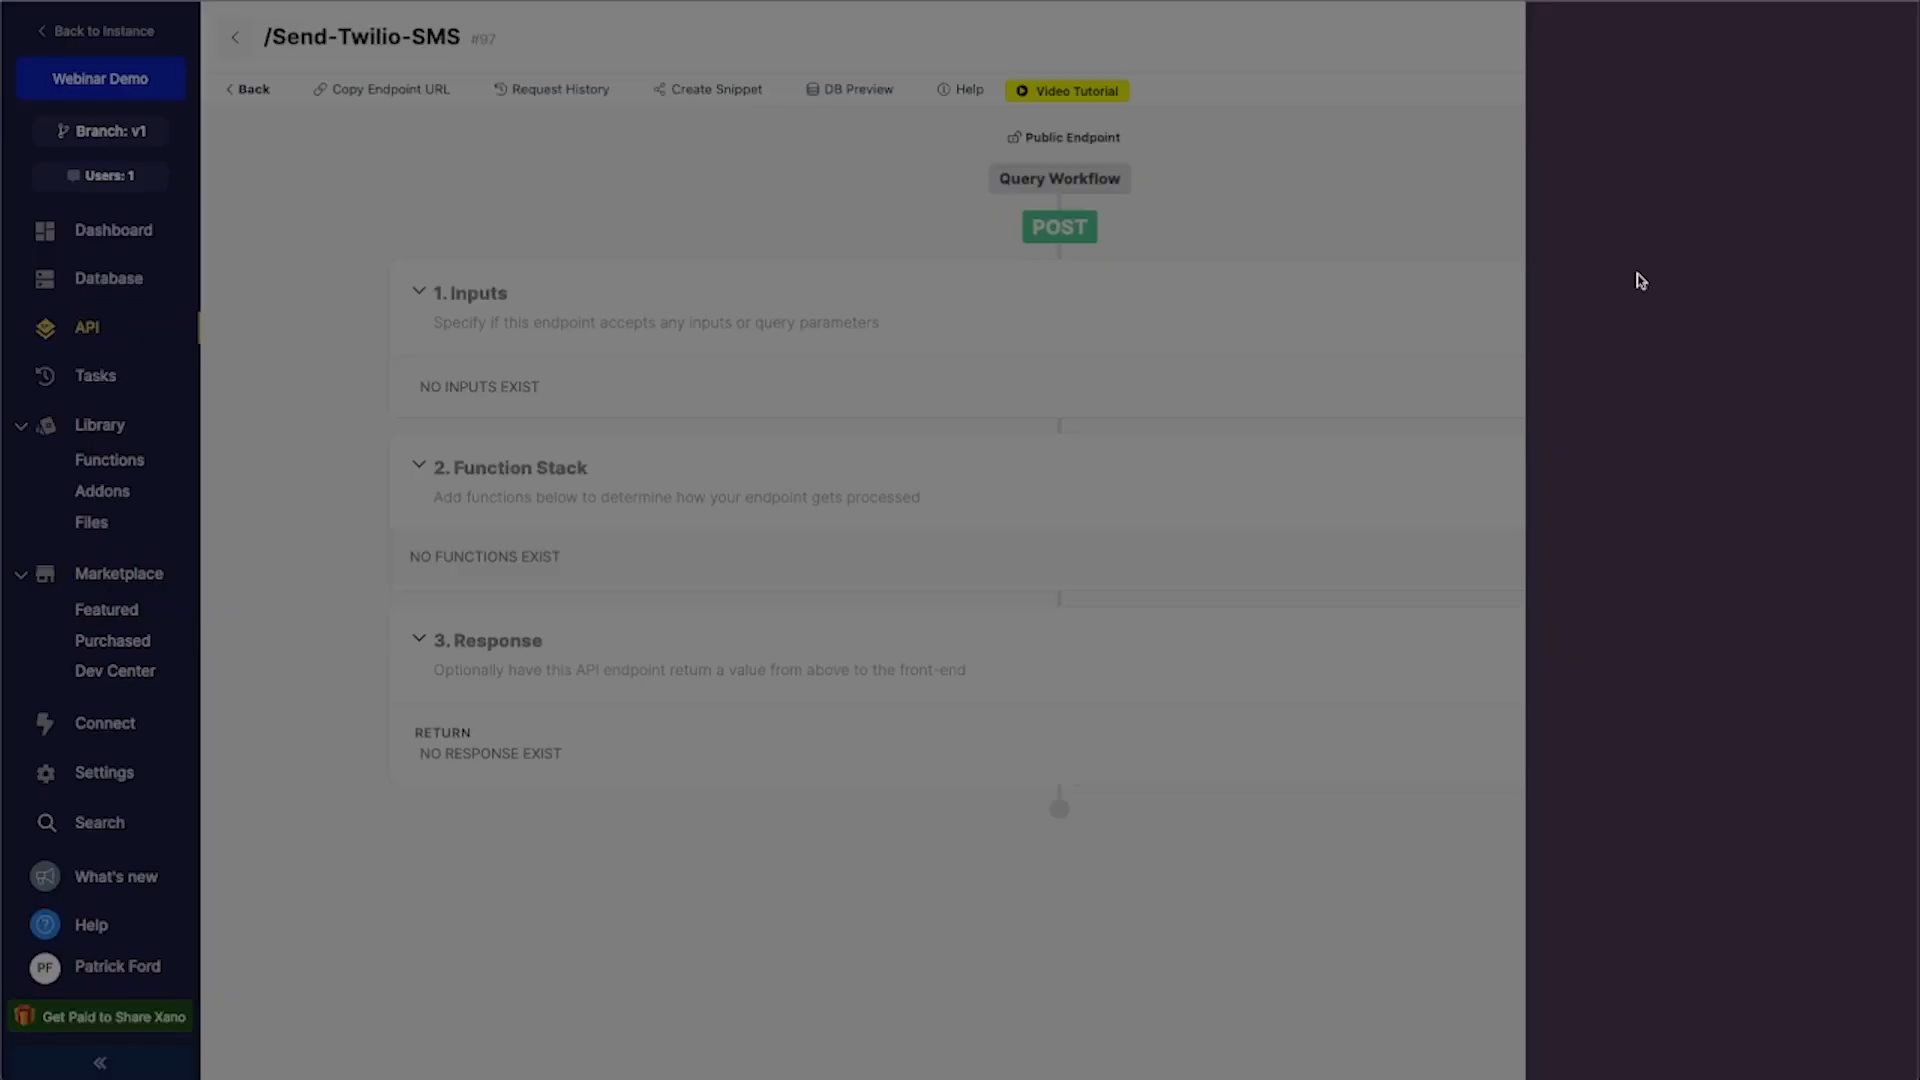 Back to Instance
Webinar Demo
Branch: v1
Users: 1
Dashboard
Database
API
Tasks
Library
Functions
Addons
Files
Marketplace
Featured
Purchased
Dev Center
Connect
Settings
Search
What's new
Help
PF Patrick Ford
Get Paid to Share Xano
/Send-Twilio-SMS #97
Back Copy Endpoint URL Request History Create Snippet DB Preview Help Video Tutorial
Public Endpoint
Query Workflow
POST
1. Inputs
Specify if this endpoint accepts any inputs or query parameters
NO INPUTS EXIST
2. Function Stack
Add functions below to determine how your endpoint gets processed
NO FUNCTIONS EXIST
3. Response
Optionally have this API endpoint return a value from above to the front-end
RETURN
NO RESPONSE EXIST